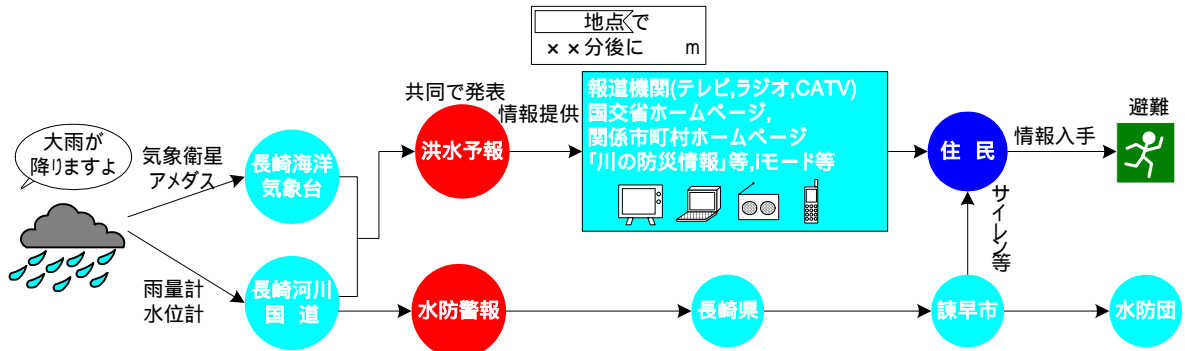 地点で
××分後に　　m
共同で発表
情報提供
報道機関(テレビ,ラジオ,CATV)
国交省ホームページ,
関係市町村ホームページ
「川の防災情報」等,iモード等
避難
大雨が
降りますよ
気象衛星
アメダス
長崎海洋
気象台
洪水予報
住　民
情報入手
サイレン等
雨量計
水位計
長崎河川
国　道
水防警報
長崎県
諫早市
水防団